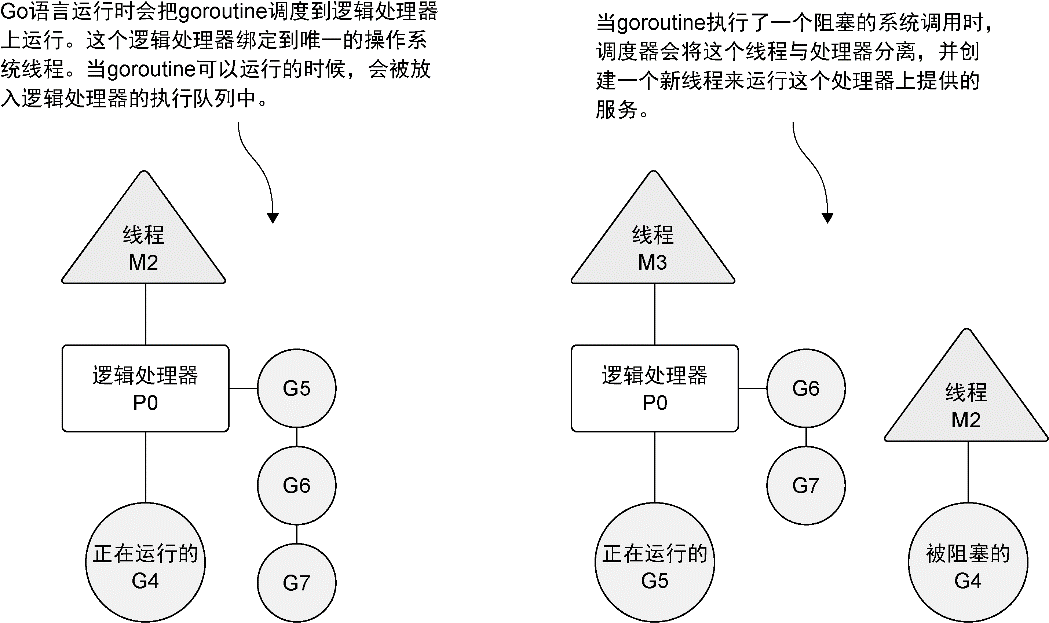 Go语言运行时会把goroutine调度到逻辑处理器
上运行。这个逻辑处理器绑定到唯一的操作系
统线程。当goroutine可以运行的时候，会被放
入逻辑处理器的执行队列中。
当goroutine执行了一个阻塞的系统调用时，
调度器会将这个线程与处理器分离，并创
建一个新线程来运行这个处理器上提供的
服务。
线程
M2
逻辑处理器
P0
G5
G6
G7
正在运行的
G4
线程
M3
逻辑处理器
P0
G6
G7
正在运行的
G5
线程
M2
被阻塞的
G4